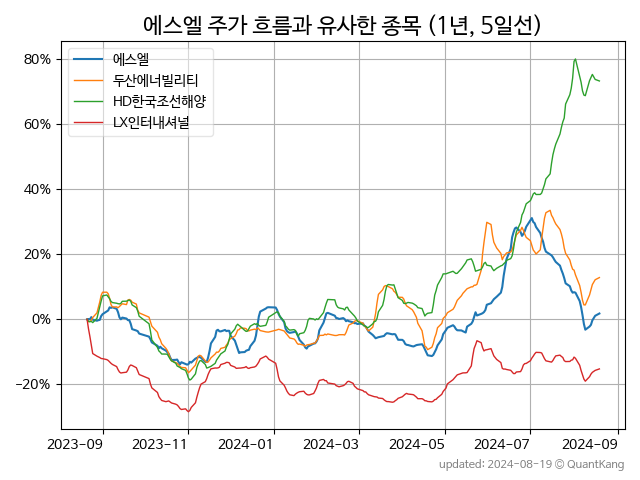 에스엘 주가 흐름과 유사한 종목 (1년, 5일선)
에스엘
두산에너빌리티
HD한국조선해양
LX인터내셔널
80%
60%
40%
20%
0%
−20%
2023-09 2023-11 2024-01 2024-03 2024-05 2024-07 2024-09
updated: 2024-08-19 © QuantKang